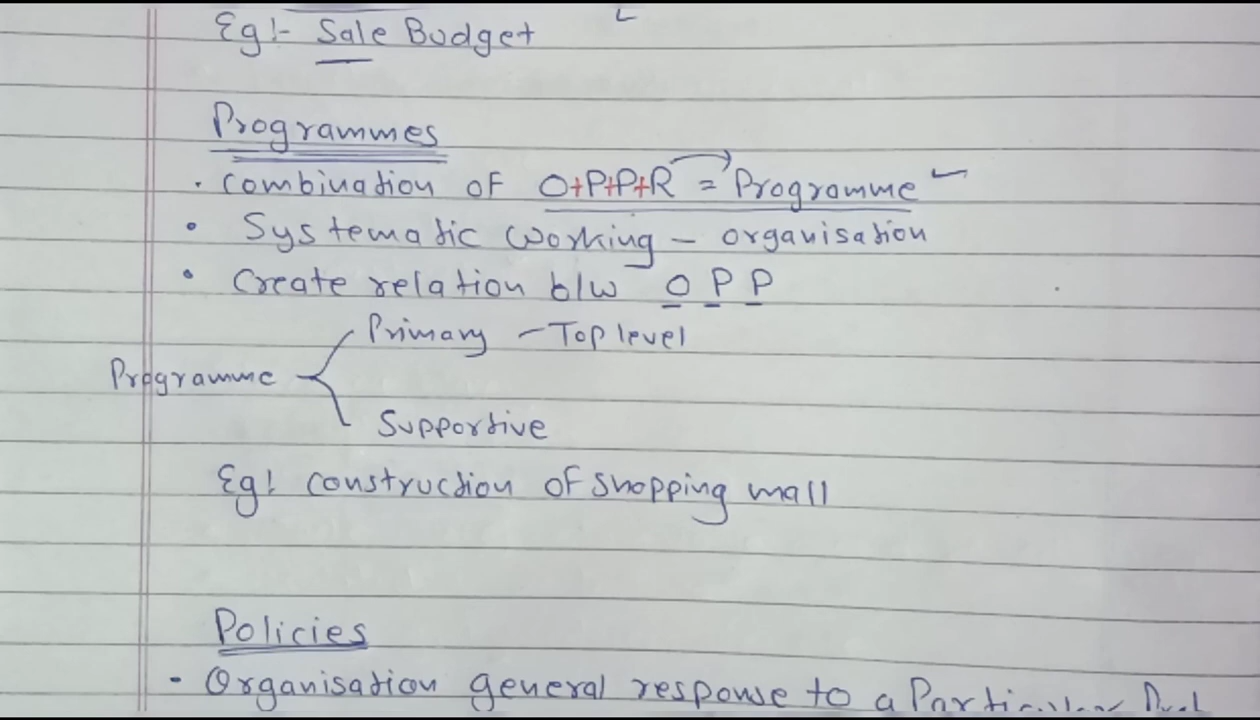 Eg:- Sale Budget
Programmes
• Combination of O+P+P+R = Programme
• Systematic working - organisation
• Create relation b/w O P P
Primary - Top level
Programme
Supportive
Eg: construction of shopping mall
Policies
• Organisation general response to a Particular